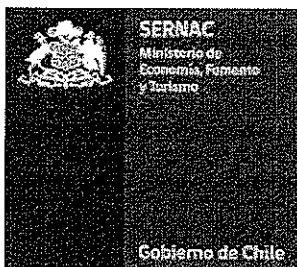 SERNAC
Ministerio de
Economía, Fomento
y Turismo
Gobierno de Chile